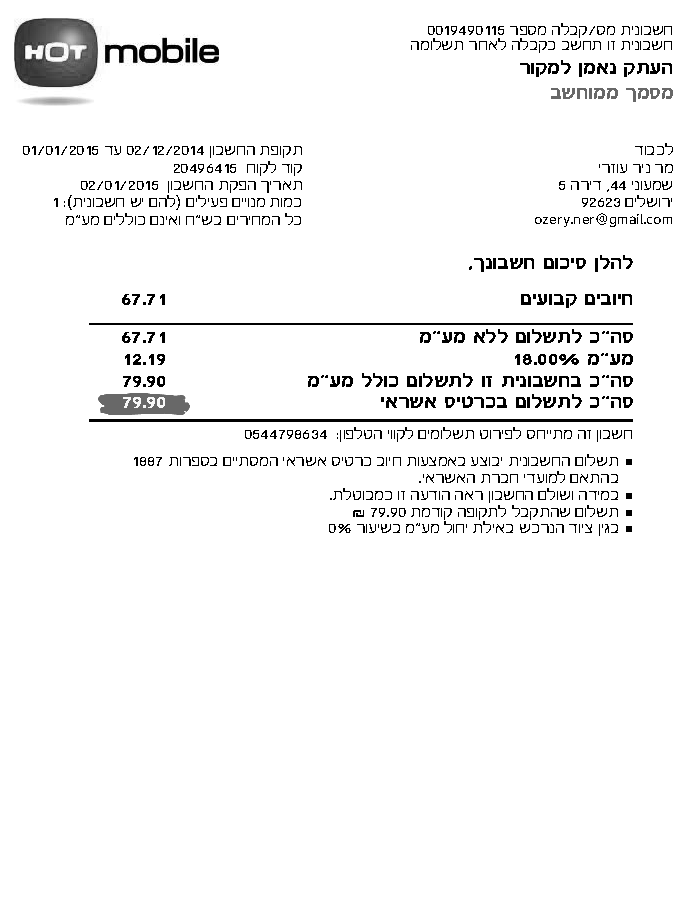 HOT mobile
חשבונית מס/קבלה מספר 0019490115
חשבונית זו תחשב כקבלה לאחר תשלומה
העתק נאמן למקור
מסמך ממוחשב
לכבוד
מר ניר עוזרי
שמעוני 44, דירה 5
ירושלים 92623
ozery.ner@gmail.com
תקופת החשבון 02/12/2014 עד 01/01/2015
קוד לקוח 20496415
תאריך הפקת החשבון 02/01/2015
כמות מנויים פעילים (להם יש חשבונית): 1
כל המחירים בש"ח ואינם כוללים מע"מ
להלן סיכום חשבונך,
חיובים קבועים 67.71
סה"כ לתשלום ללא מע"מ 67.71
מע"מ 18.00% 12.19
סה"כ בחשבונית זו לתשלום כולל מע"מ 79.90
סה"כ לתשלום בכרטיס אשראי 79.90
חשבון זה מתייחס לפירוט תשלומים לקווי הטלפון: 0544798634
▪ תשלום החשבונית יבוצע באמצעות חיוב כרטיס אשראי המסתיים בספרות 1887
בהתאם למועדי חברת האשראי.
▪ במידה ושולם החשבון ראה הודעה זו כמבוטלת.
▪ תשלום שהתקבל לתקופה קודמת 79.90 ₪
▪ בגין ציוד הנרכש באילת יחול מע"מ בשיעור 0%